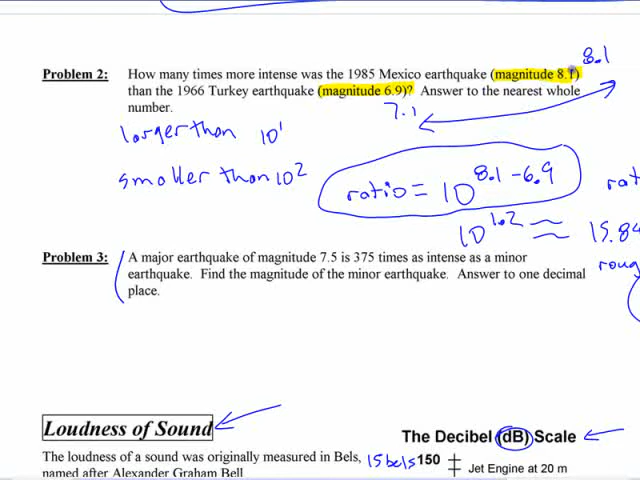 8.1
Problem 2: How many times more intense was the 1985 Mexico earthquake (magnitude 8.1)
than the 1966 Turkey earthquake (magnitude 6.9)? Answer to the nearest whole
number.
7.1
larger than 10^1
smaller than 10^2
ratio = 10^8.1-6.9
10^1.2 ≈ 15.84
Problem 3: A major earthquake of magnitude 7.5 is 375 times as intense as a minor
earthquake. Find the magnitude of the minor earthquake. Answer to one decimal
place.
Loudness of Sound
The Decibel (dB) Scale
The loudness of a sound was originally measured in Bels,
15 bels 150
Jet Engine at 20 m
named after Alexander Graham Bell